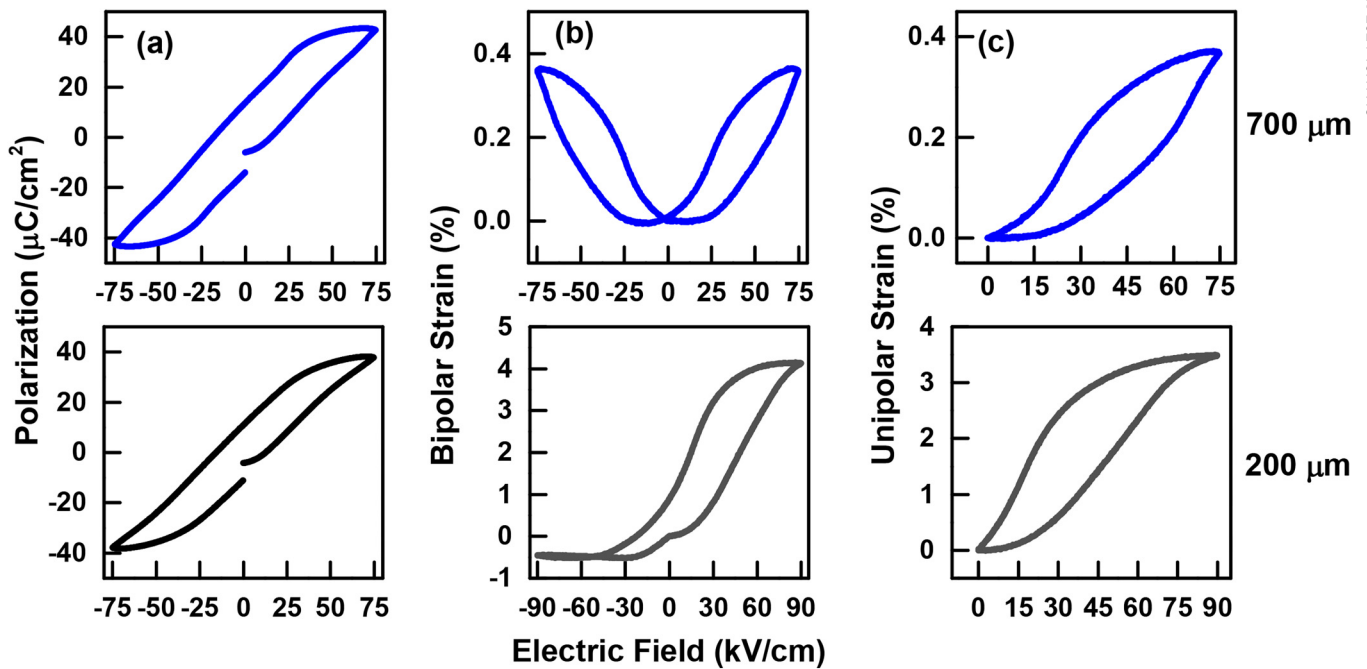 (a)
(b)
(c)
40
20
0
-20
-40
-75 -50 -25 0 25 50 75
0.4
0.2
0.0
-75 -50 -25 0 25 50 75
0.4
0.2
0.0
0 15 30 45 60 75
700 μm
Polarization (μC/cm²)
Bipolar Strain (%)
Unipolar Strain (%)
40
20
0
-20
-40
-75 -50 -25 0 25 50 75
5
4
3
2
1
0
-1
-90 -60 -30 0 30 60 90
4
3
2
1
0
0 15 30 45 60 75 90
200 μm
Electric Field (kV/cm)